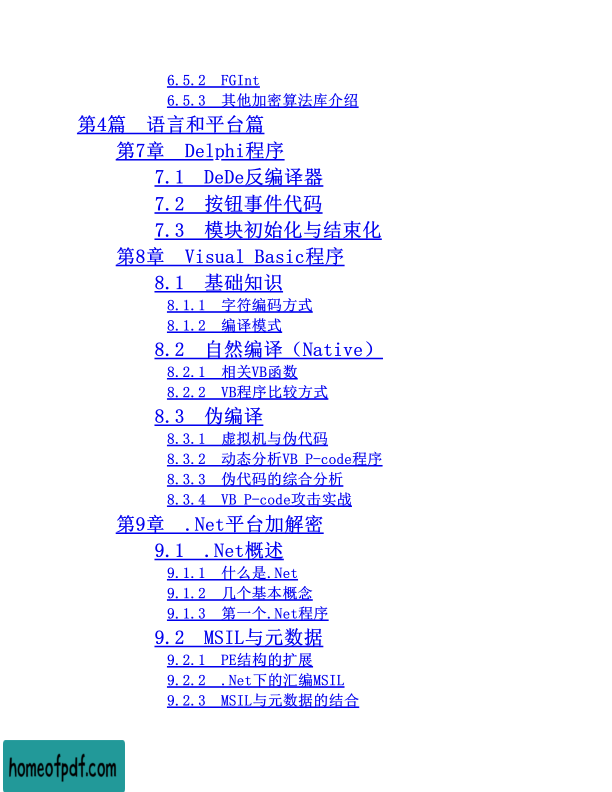 6.5.2 FGInt
6.5.3 其他加密算法库介绍
第4篇 语言和平台篇
第7章 Delphi程序
7.1 DeDe反编译器
7.2 按钮事件代码
7.3 模块初始化与结束化
第8章 Visual Basic程序
8.1 基础知识
8.1.1 字符编码方式
8.1.2 编译模式
8.2 自然编译（Native）
8.2.1 相关VB函数
8.2.2 VB程序比较方式
8.3 伪编译
8.3.1 虚拟机与伪代码
8.3.2 动态分析VB P-code程序
8.3.3 伪代码的综合分析
8.3.4 VB P-code攻击实战
第9章 .Net平台加解密
9.1 .Net概述
9.1.1 什么是.Net
9.1.2 几个基本概念
9.1.3 第一个.Net程序
9.2 MSIL与元数据
9.2.1 PE结构的扩展
9.2.2 .Net下的汇编MSIL
9.2.3 MSIL与元数据的结合
homeofpdf.com